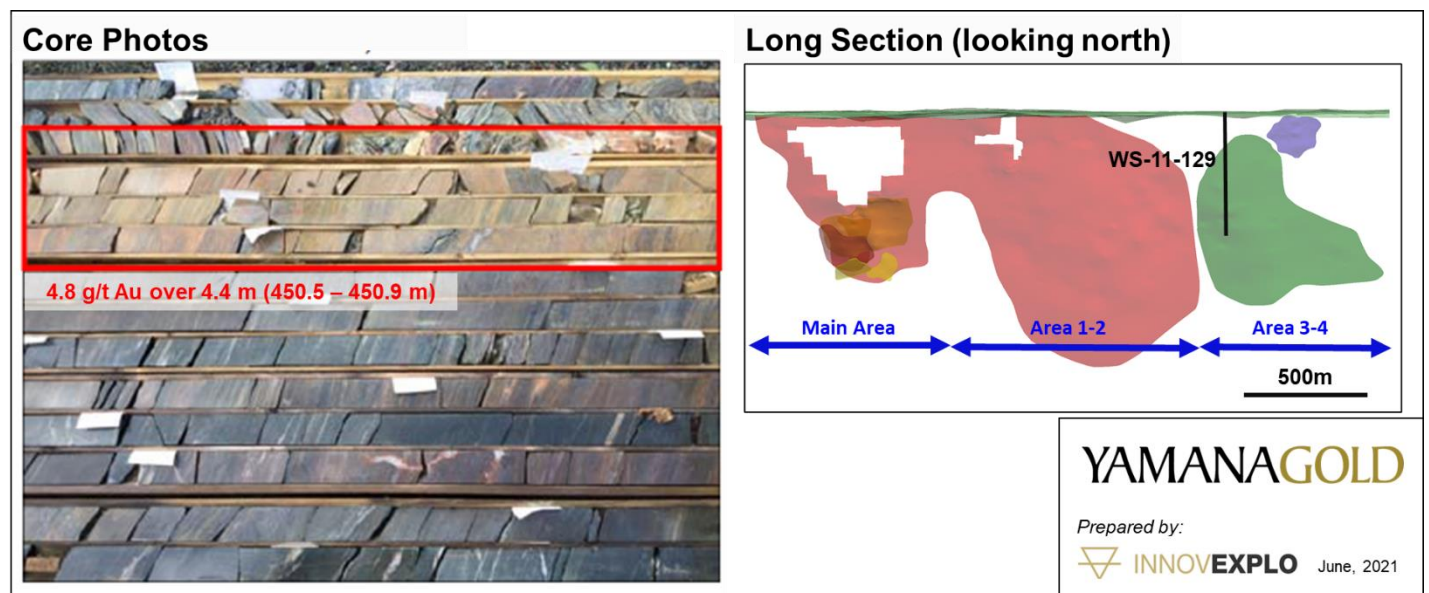 Core Photos
4.8 g/t Au over 4.4 m (450.5 – 450.9 m)
Long Section (looking north)
WS-11-129
Main Area
Area 1-2
Area 3-4
500m
YAMANAGOLD
Prepared by:
INNOVEXPLO June, 2021